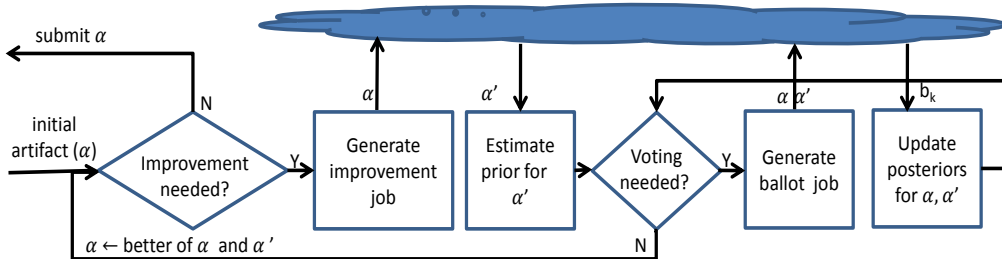 submit α
N
initial
artifact (α)
Improvement
needed?
Y
Generate
improvement
job
α
α'
Estimate
prior for
α'
Voting
needed?
Y
α α'
Generate
ballot job
b_k
Update
posteriors
for α, α'
N
α ← better of α and α'